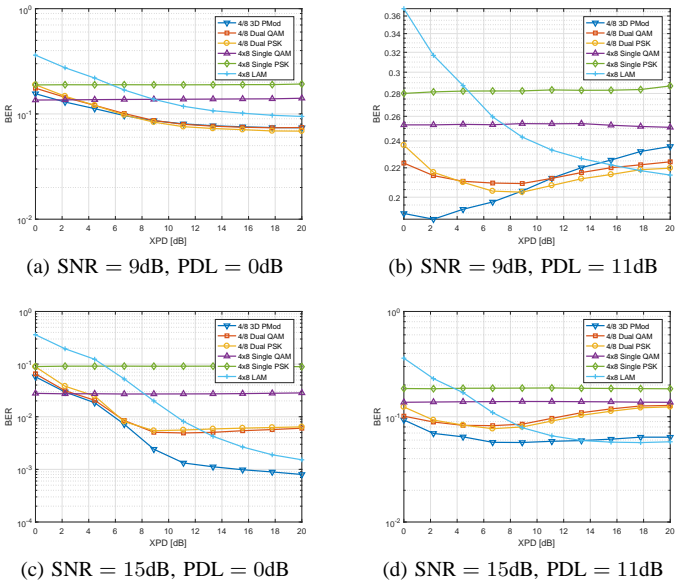 10^0
10^-1
10^-2
BER
0 2 4 6 8 10 12 14 16 18 20
XPD [dB]
4/8 3D PMod
4/8 Dual QAM
4/8 Dual PSK
4x8 Single QAM
4x8 Single PSK
4x8 LAM
(a) SNR = 9dB, PDL = 0dB
0.36
0.34
0.32
0.3
0.28
0.26
0.24
0.22
0.2
BER
0 2 4 6 8 10 12 14 16 18 20
XPD [dB]
4/8 3D PMod
4/8 Dual QAM
4/8 Dual PSK
4x8 Single QAM
4x8 Single PSK
4x8 LAM
(b) SNR = 9dB, PDL = 11dB
10^0
10^-1
10^-2
10^-3
10^-4
BER
0 2 4 6 8 10 12 14 16 18 20
XPD [dB]
4/8 3D PMod
4/8 Dual QAM
4/8 Dual PSK
4x8 Single QAM
4x8 Single PSK
4x8 LAM
(c) SNR = 15dB, PDL = 0dB
10^0
10^-1
10^-2
BER
0 2 4 6 8 10 12 14 16 18 20
XPD [dB]
4/8 3D PMod
4/8 Dual QAM
4/8 Dual PSK
4x8 Single QAM
4x8 Single PSK
4x8 LAM
(d) SNR = 15dB, PDL = 11dB